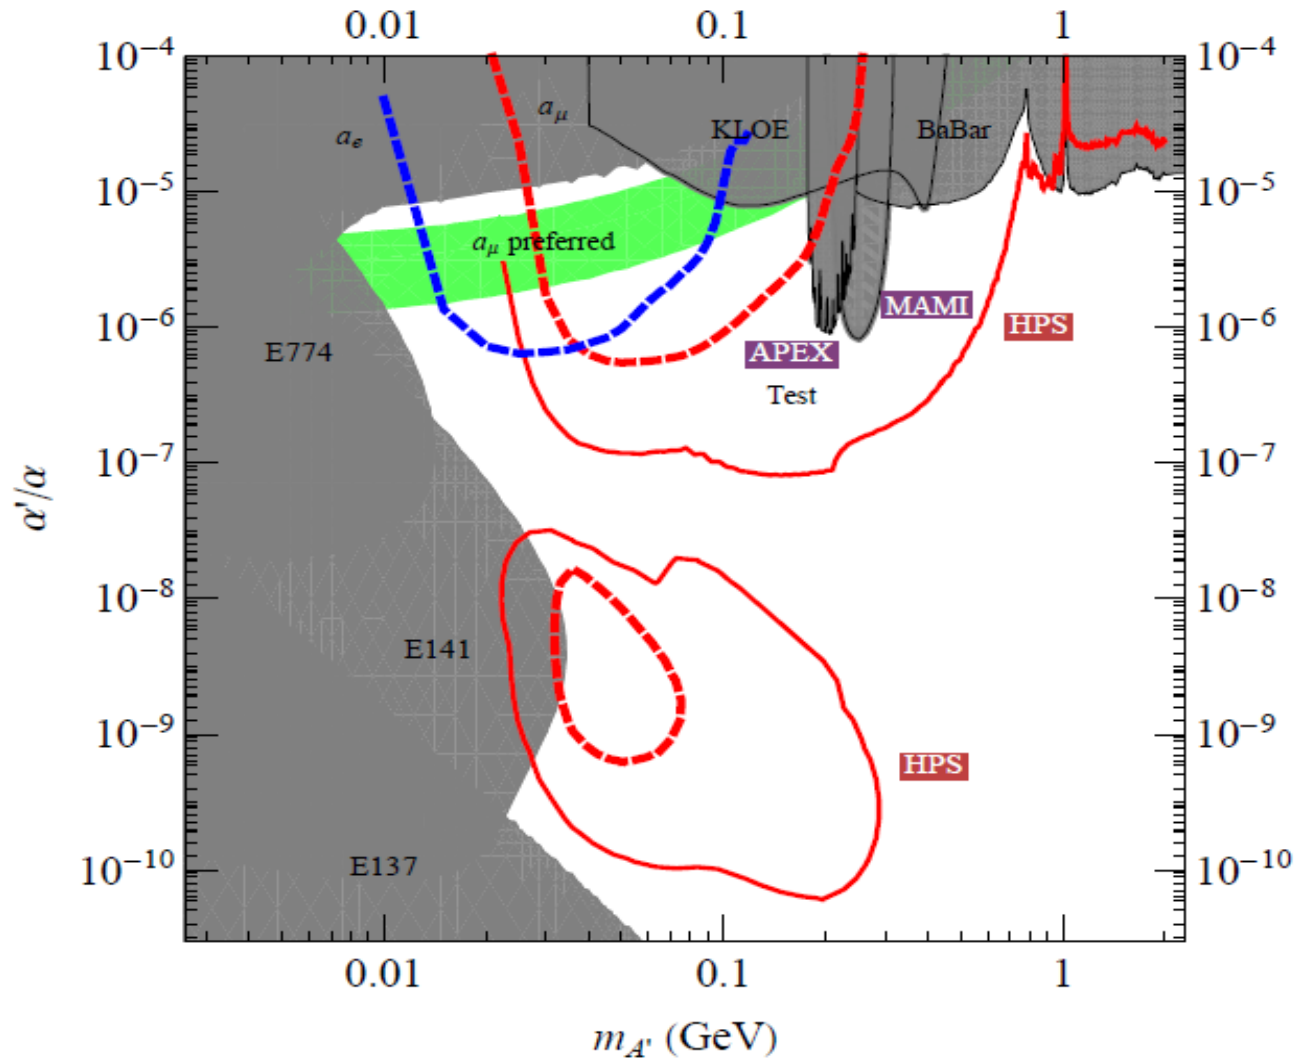 0.01 0.1 1
10⁻⁴ 10⁻⁴
a_μ
a_e KLOE BaBar
10⁻⁵ 10⁻⁵
a_μ preferred
MAMI
10⁻⁶ HPS 10⁻⁶
E774 APEX
Test
10⁻⁷ 10⁻⁷
α'/α
10⁻⁸ 10⁻⁸
E141
10⁻⁹ 10⁻⁹
HPS
E137
10⁻¹⁰ 10⁻¹⁰
0.01 0.1 1
m_A' (GeV)